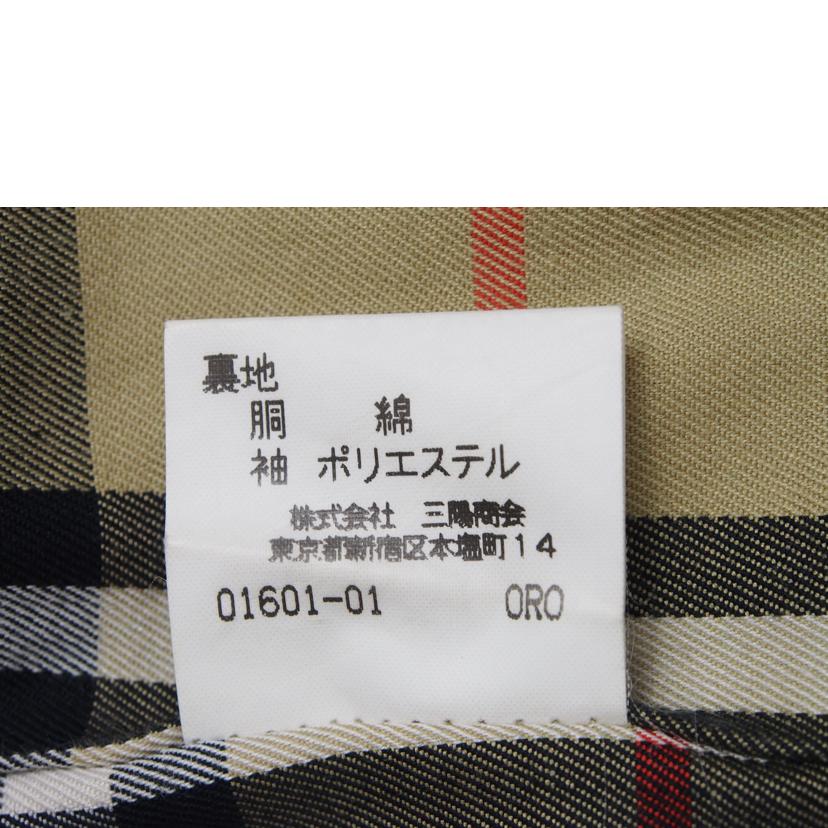 裏地
胴 綿
袖 ポリエステル
株式会社 三陽商会
東京都新宿区本塩町14
01601-01 ORO